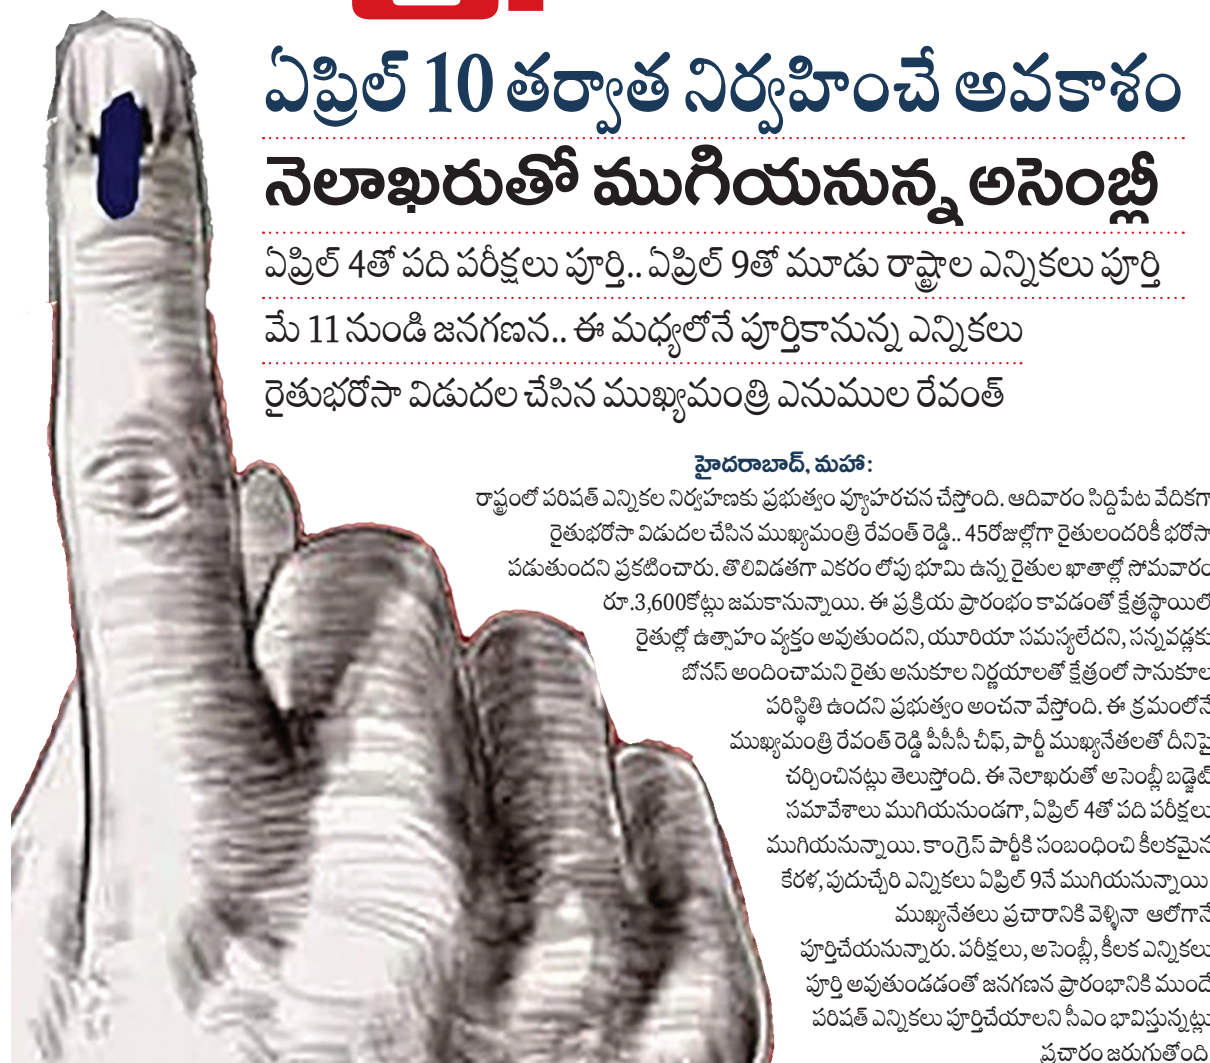 ఏప్రిల్ 10 తర్వాత నిర్వహించే అవకాశం
నెలాఖరుతో ముగియనున్న అసెంబ్లీ
ఏప్రిల్ 4తో పది పరీక్షలు పూర్తి.. ఏప్రిల్ 9తో మూడు రాష్ట్రాల ఎన్నికలు పూర్తి
మే 11 నుండి జనగణన.. ఈ మధ్యలోనే పూర్తికానున్న ఎన్నికలు
రైతుభరోసా విడుదల చేసిన ముఖ్యమంత్రి ఎనుముల రేవంత్
హైదరాబాద్, మహా:
రాష్ట్రంలో పరిషత్ ఎన్నికల నిర్వహణకు ప్రభుత్వం వ్యూహరచన చేస్తోంది. ఆదివారం సిద్దిపేట వేదికగా
రైతుభరోసా విడుదల చేసిన ముఖ్యమంత్రి రేవంత్ రెడ్డి.. 45రోజుల్లోగా రైతులందరికీ భరోసా
పడుతుందని ప్రకటించారు. తొలివిడతగా ఎకరం లోపు భూమి ఉన్న రైతుల ఖాతాల్లో సోమవారం
రూ.3,600కోట్లు జమకానున్నాయి. ఈ ప్రక్రియ ప్రారంభం కావడంతో క్షేత్రస్థాయిలో
రైతుల్లో ఉత్సాహం వ్యక్తం అవుతుందని, యూరియా సమస్యలేదని, సన్నవడ్లకు
బోనస్ అందించామని రైతు అనుకూల నిర్ణయాలతో క్షేత్రంలో సానుకూల
పరిస్థితి ఉందని ప్రభుత్వం అంచనా వేస్తోంది. ఈ క్రమంలోనే
ముఖ్యమంత్రి రేవంత్ రెడ్డి పీసీసీ చీఫ్, పార్టీ ముఖ్యనేతలతో దీనిపై
చర్చించినట్లు తెలుస్తోంది. ఈ నెలాఖరుతో అసెంబ్లీ బడ్జెట్
సమావేశాలు ముగియనుండగా, ఏప్రిల్ 4తో పది పరీక్షలు
ముగియనున్నాయి. కాంగ్రెస్ పార్టీకి సంబంధించి కీలకమైన
కేరళ, పుదుచ్చేరి ఎన్నికలు ఏప్రిల్ 9నే ముగియనున్నాయి
ముఖ్యనేతలు ప్రచారానికి వెళ్ళినా ఆలోగానే
పూర్తిచేయనున్నారు. పరీక్షలు, అసెంబ్లీ, కీలక ఎన్నికలు
పూర్తి అవుతుండడంతో జనగణన ప్రారంభానికి ముందే
పరిషత్ ఎన్నికలు పూర్తిచేయాలని సీఎం భావిస్తున్నట్లు
ప్రచారం జరుగుతోంది.